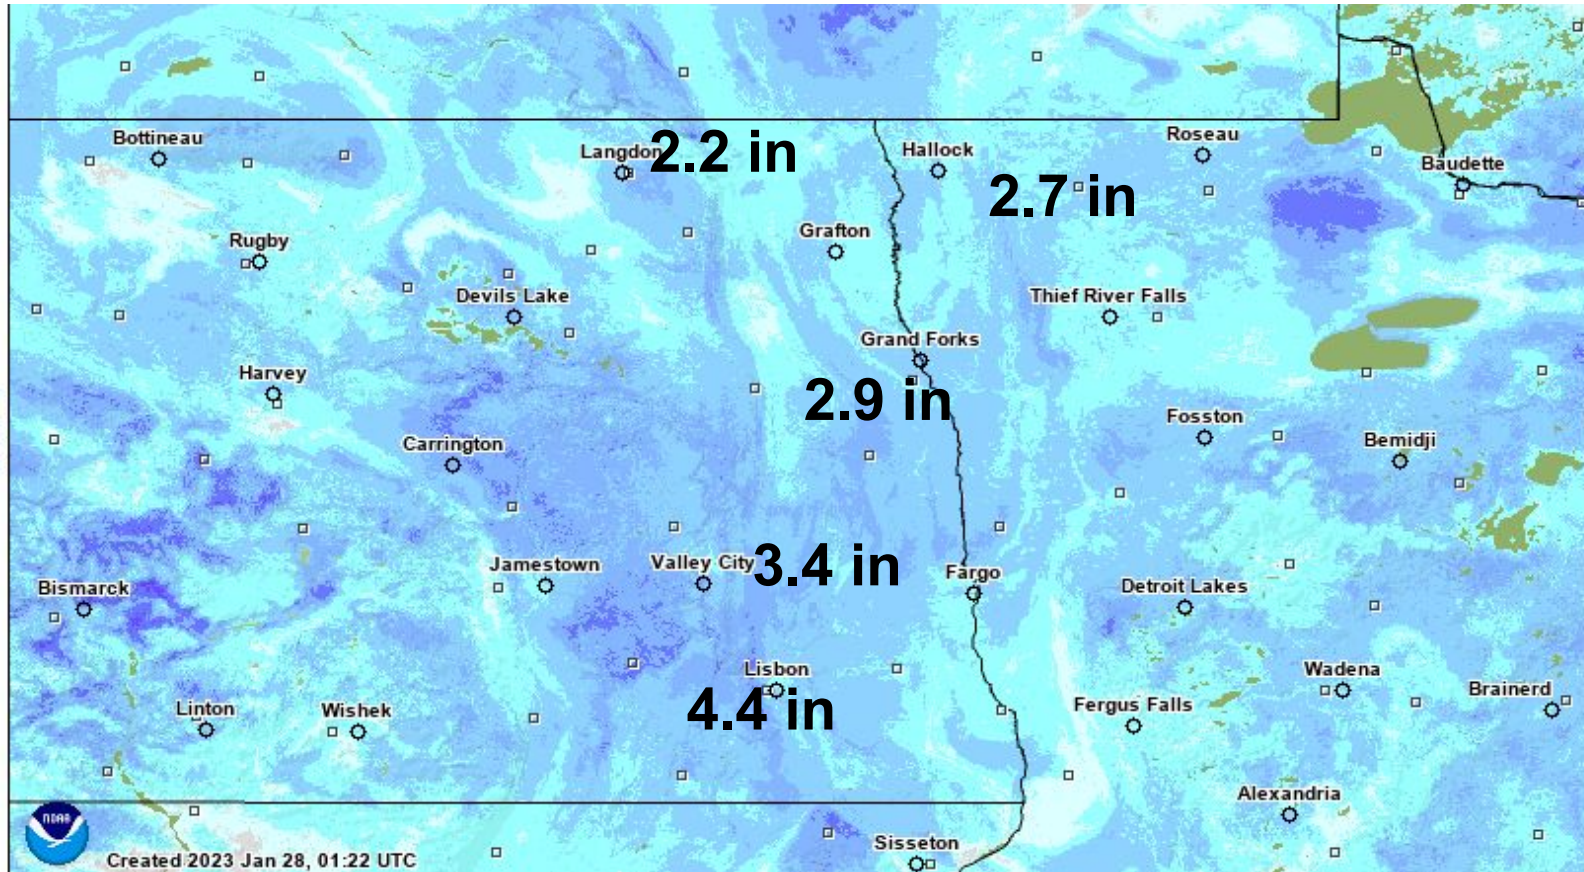 Bottineau
Langdon
2.2 in
Hallock
Roseau
Baudette
2.7 in
Rugby
Grafton
Devils Lake
Thief River Falls
Grand Forks
Harvey
2.9 in
Carrington
Fosston
Bemidji
Jamestown
Valley City
3.4 in
Fargo
Bismarck
Detroit Lakes
Lisbon
Wadena
Brainerd
Linton
Wishek
4.4 in
Fergus Falls
Alexandria
NOAA
Sisseton
Created 2023 Jan 28, 01:22 UTC